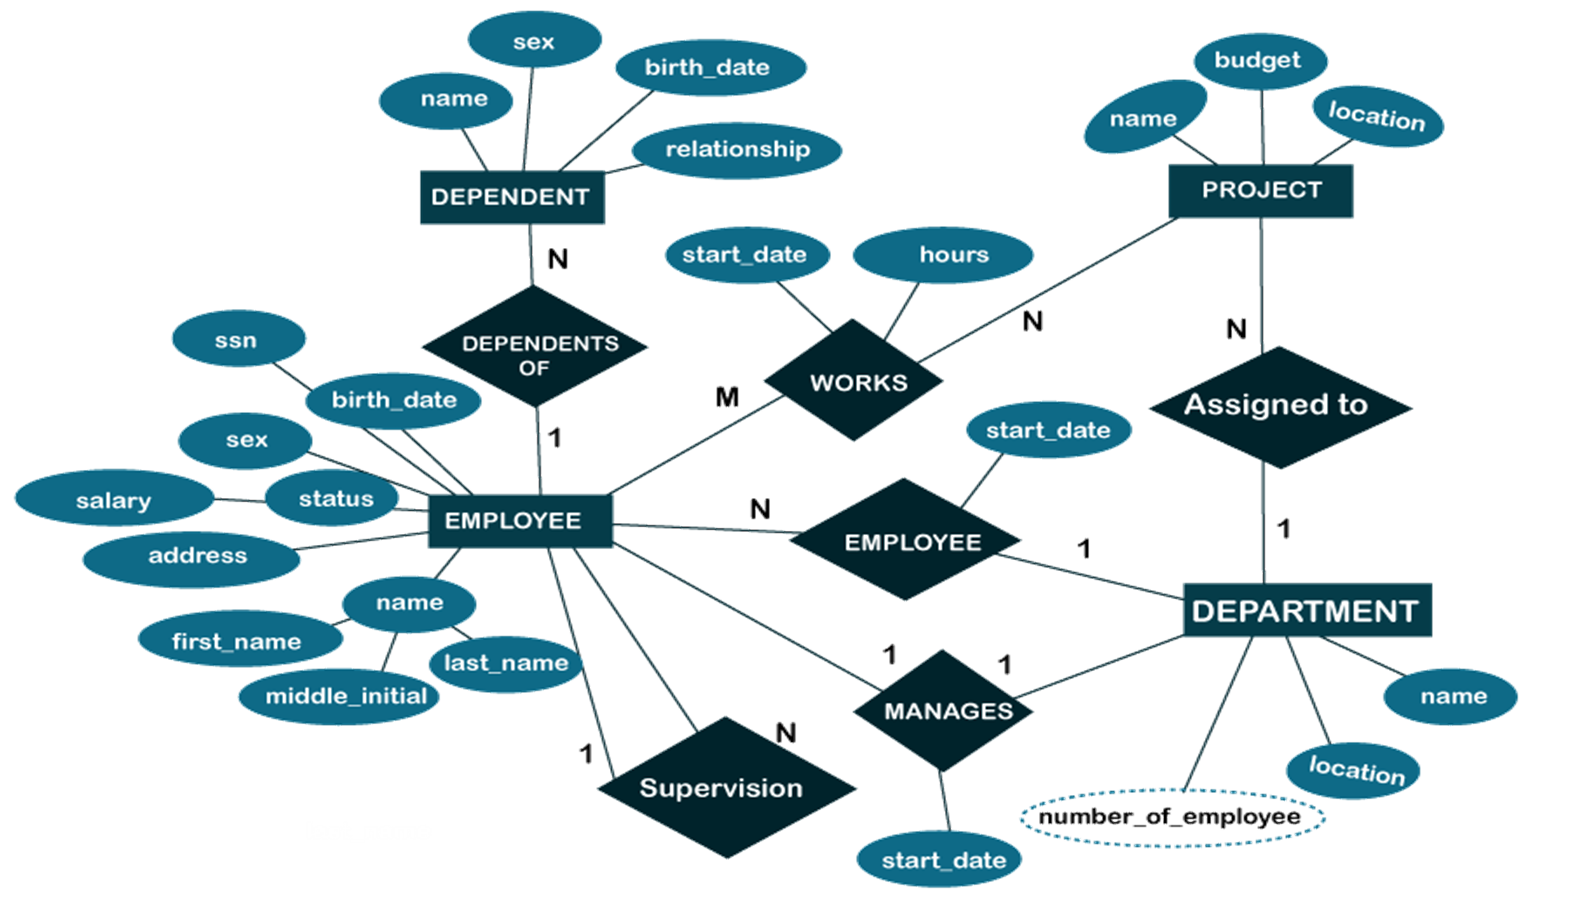 sex
birth_date
name
relationship
DEPENDENT
budget
name
location
PROJECT
N
start_date
hours
N
N
ssn
DEPENDENTS
OF
birth_date
M
WORKS
Assigned to
sex
1
start_date
salary
status
EMPLOYEE
N
EMPLOYEE
1
1
address
name
DEPARTMENT
first_name
last_name
middle_initial
1
1
MANAGES
name
1
N
Supervision
location
number_of_employee
start_date